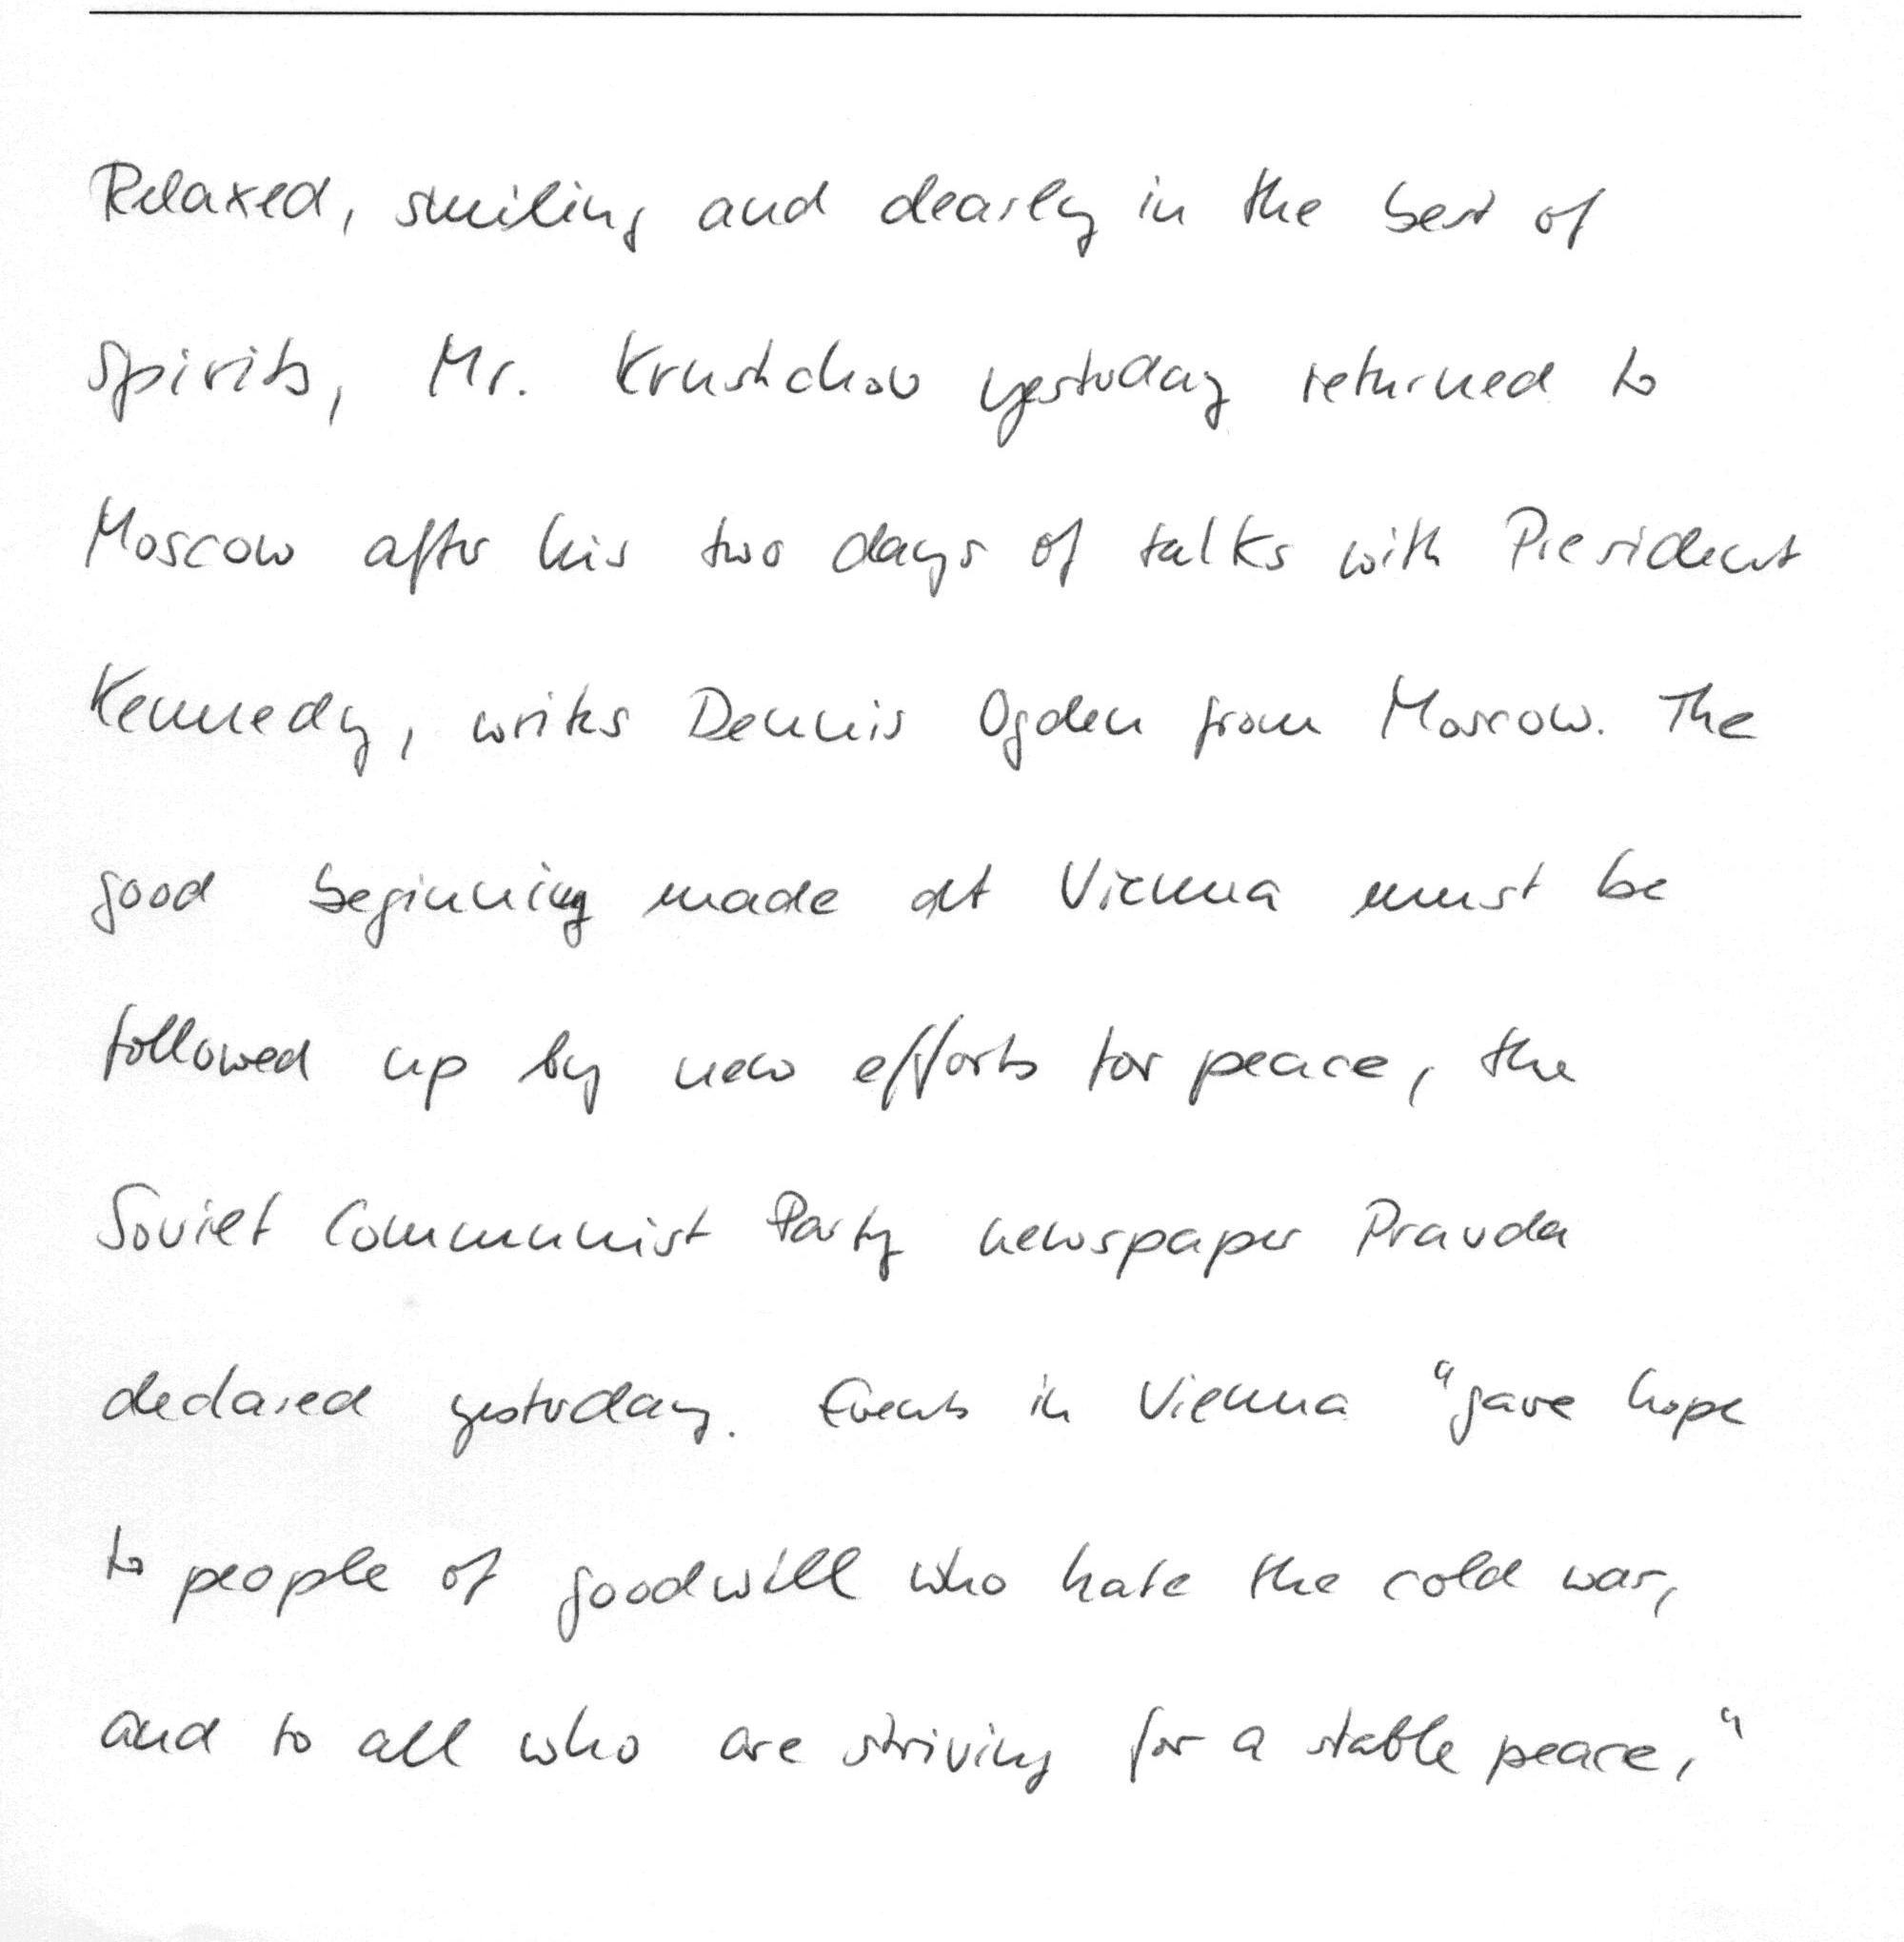 Relaxed, smiling and clearly in the best of
spirits, Mr. Krushchov yesterday returned to
Moscow after his two days of talks with President
Kennedy, writes Dennis Ogden from Moscow. The
good beginning made at Vienna must be
followed up by new efforts for peace, the
Soviet Communist Party newspaper Pravda
declared yesterday. Events in Vienna "gave hope
to people of goodwill who hate the cold war,
and to all who are striving for a stable peace,"